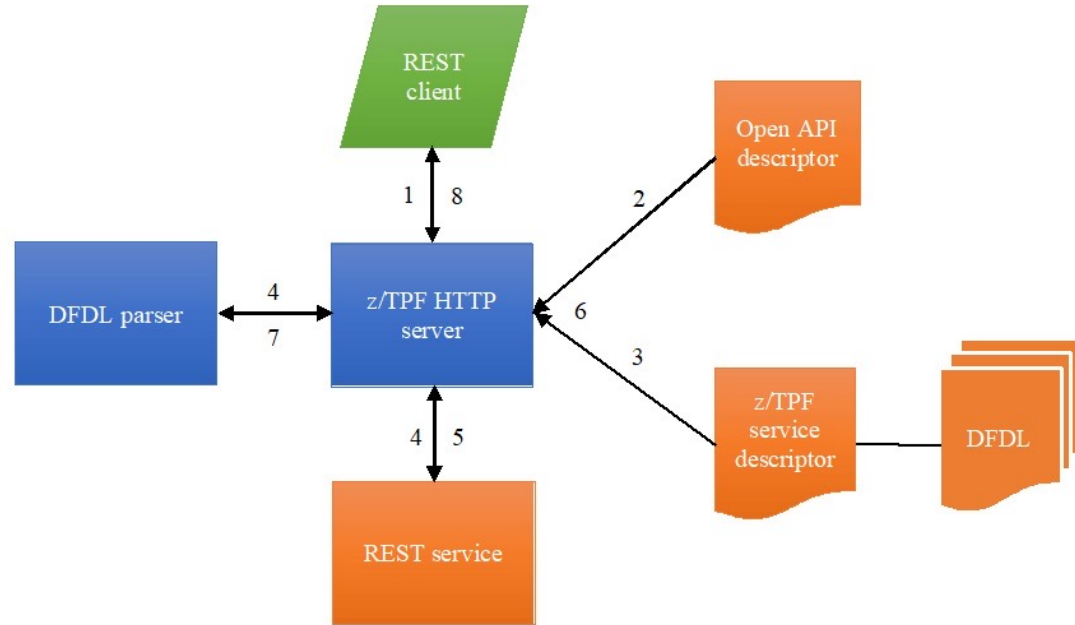 REST
client
Open API
descriptor
1
8
2
DFDL parser
4
7
z/TPF HTTP
server
6
3
z/TPF
service
descriptor
DFDL
4
5
REST service